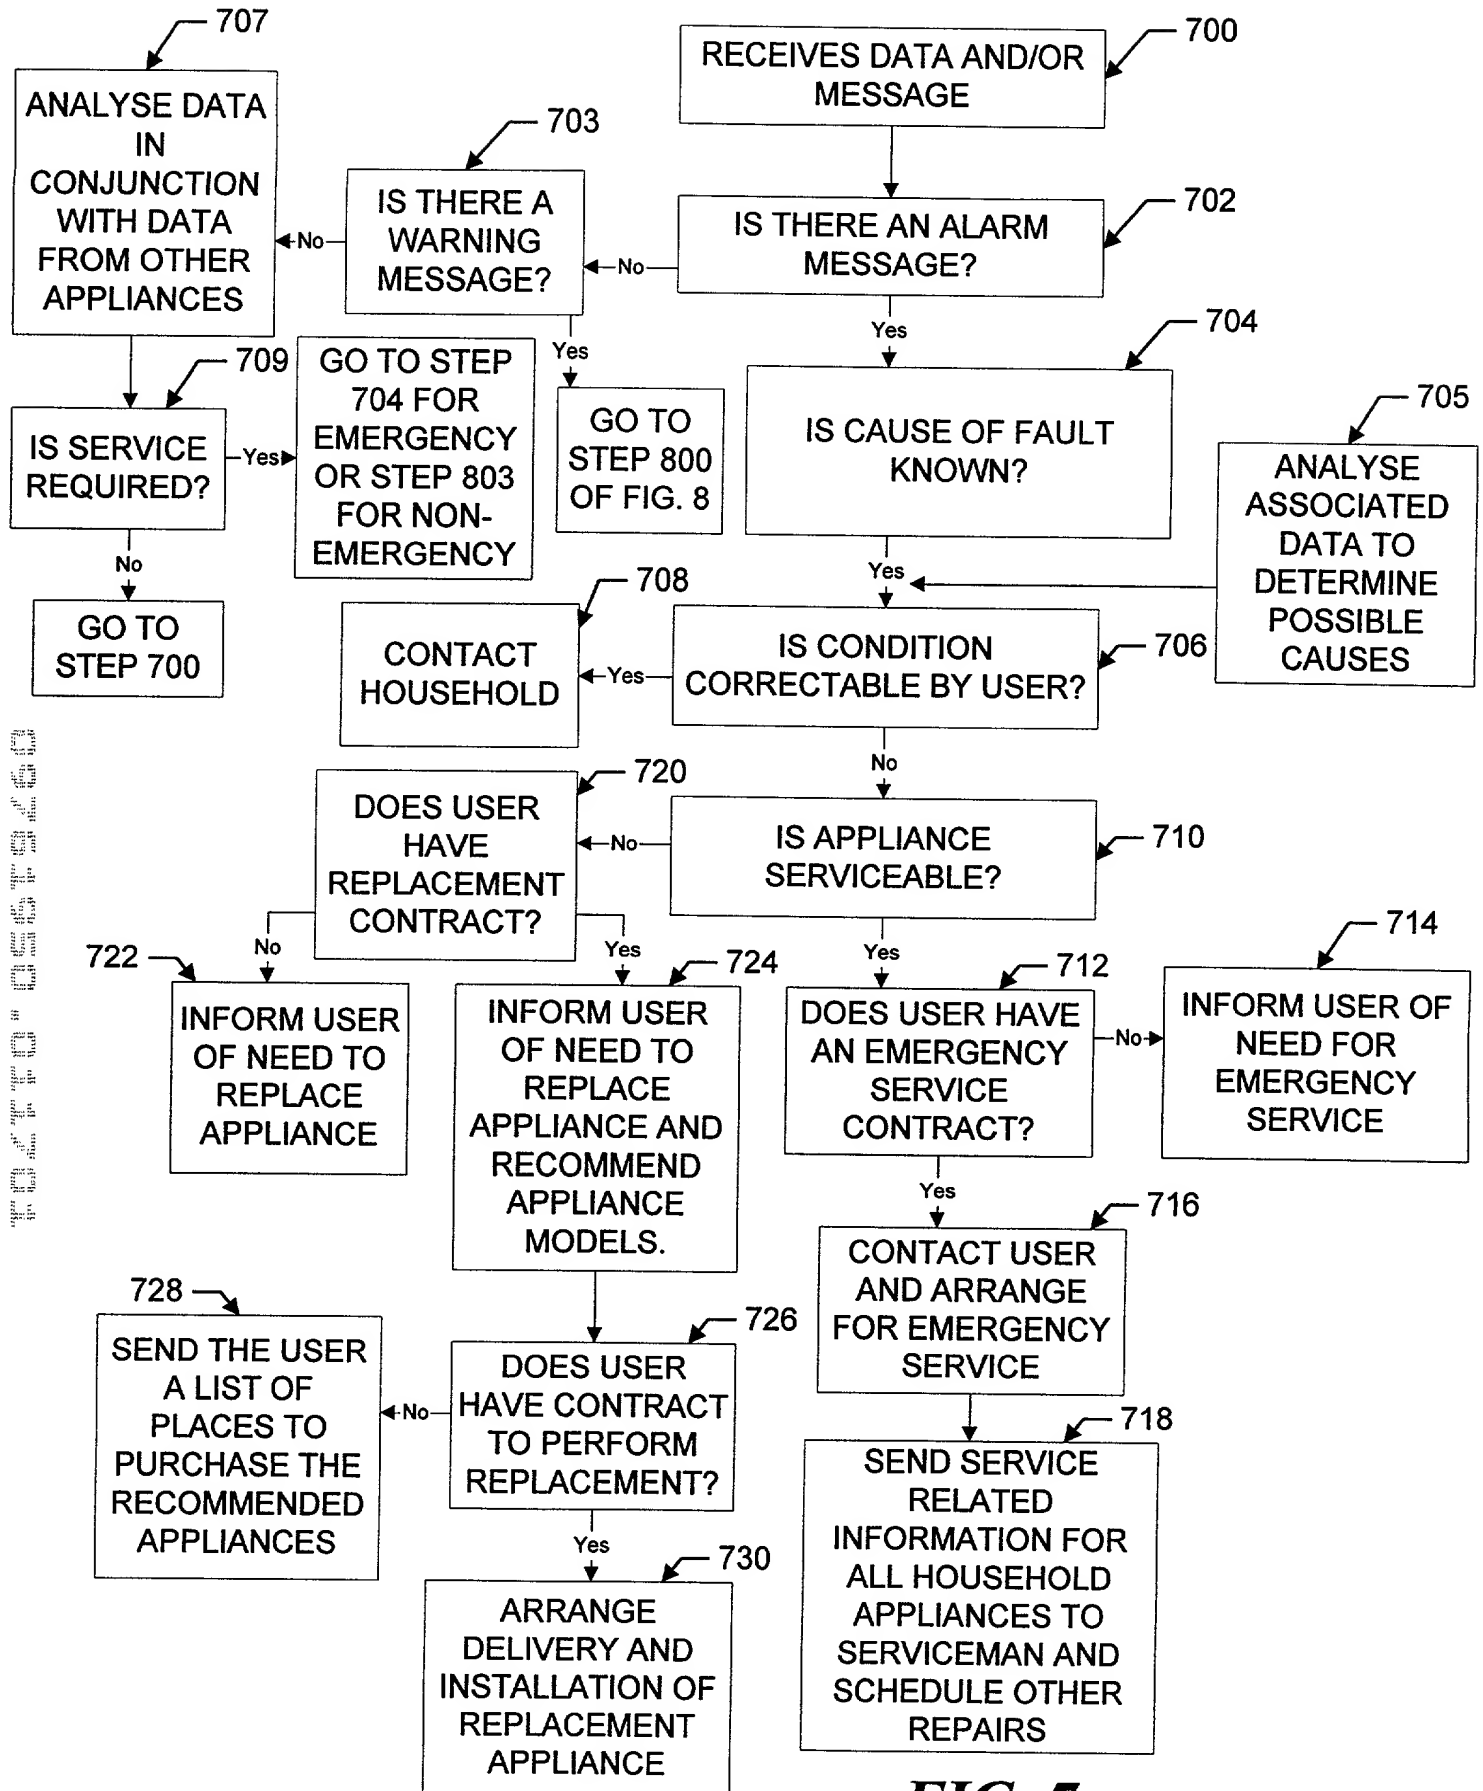 707
ANALYSE DATA
IN
CONJUNCTION
WITH DATA
FROM OTHER
APPLIANCES
703
IS THERE A
WARNING
MESSAGE?
No
700
RECEIVES DATA AND/OR
MESSAGE
702
IS THERE AN ALARM
MESSAGE?
No
Yes
704
IS CAUSE OF FAULT
KNOWN?
Yes
705
ANALYSE
ASSOCIATED
DATA TO
DETERMINE
POSSIBLE
CAUSES
709
IS SERVICE
REQUIRED?
Yes
GO TO STEP
704 FOR
EMERGENCY
OR STEP 803
FOR NON-
EMERGENCY
Yes
GO TO
STEP 800
OF FIG. 8
No
GO TO
STEP 700
708
CONTACT
HOUSEHOLD
Yes
706
IS CONDITION
CORRECTABLE BY USER?
No
720
DOES USER
HAVE
REPLACEMENT
CONTRACT?
No
710
IS APPLIANCE
SERVICEABLE?
Yes
No
722
INFORM USER
OF NEED TO
REPLACE
APPLIANCE
Yes
724
INFORM USER
OF NEED TO
REPLACE
APPLIANCE AND
RECOMMEND
APPLIANCE
MODELS.
712
DOES USER HAVE
AN EMERGENCY
SERVICE
CONTRACT?
No
714
INFORM USER OF
NEED FOR
EMERGENCY
SERVICE
Yes
716
CONTACT USER
AND ARRANGE
FOR EMERGENCY
SERVICE
728
SEND THE USER
A LIST OF
PLACES TO
PURCHASE THE
RECOMMENDED
APPLIANCES
No
726
DOES USER
HAVE CONTRACT
TO PERFORM
REPLACEMENT?
Yes
718
SEND SERVICE
RELATED
INFORMATION FOR
ALL HOUSEHOLD
APPLIANCES TO
SERVICEMAN AND
SCHEDULE OTHER
REPAIRS
730
ARRANGE
DELIVERY AND
INSTALLATION OF
REPLACEMENT
APPLIANCE